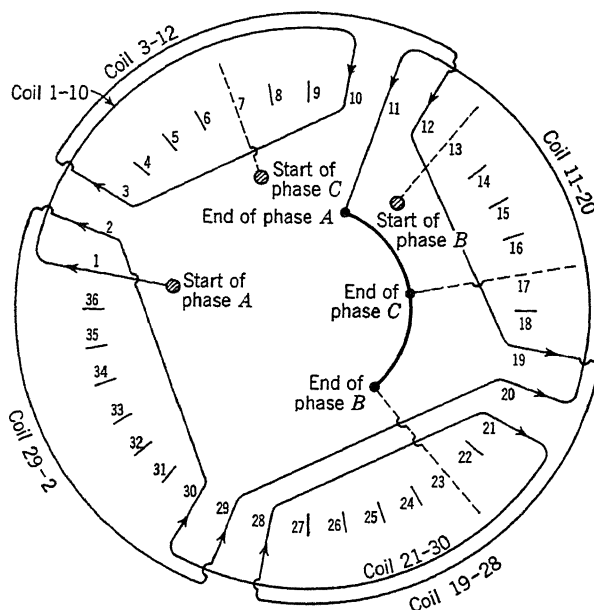 Coil 3-12
Coil 1-10
3
4
5
6
7
8
9
10
11
12
13
14
15
16
17
18
19
20
21
22
23
24
25
26
27
28
29
30
31
32
33
34
35
36
1
2
Start of
phase C
End of phase A
Start of
phase B
Start of
phase A
End of
phase C
End of
phase B
Coil 11-20
Coil 29-2
Coil 21-30
Coil 19-28